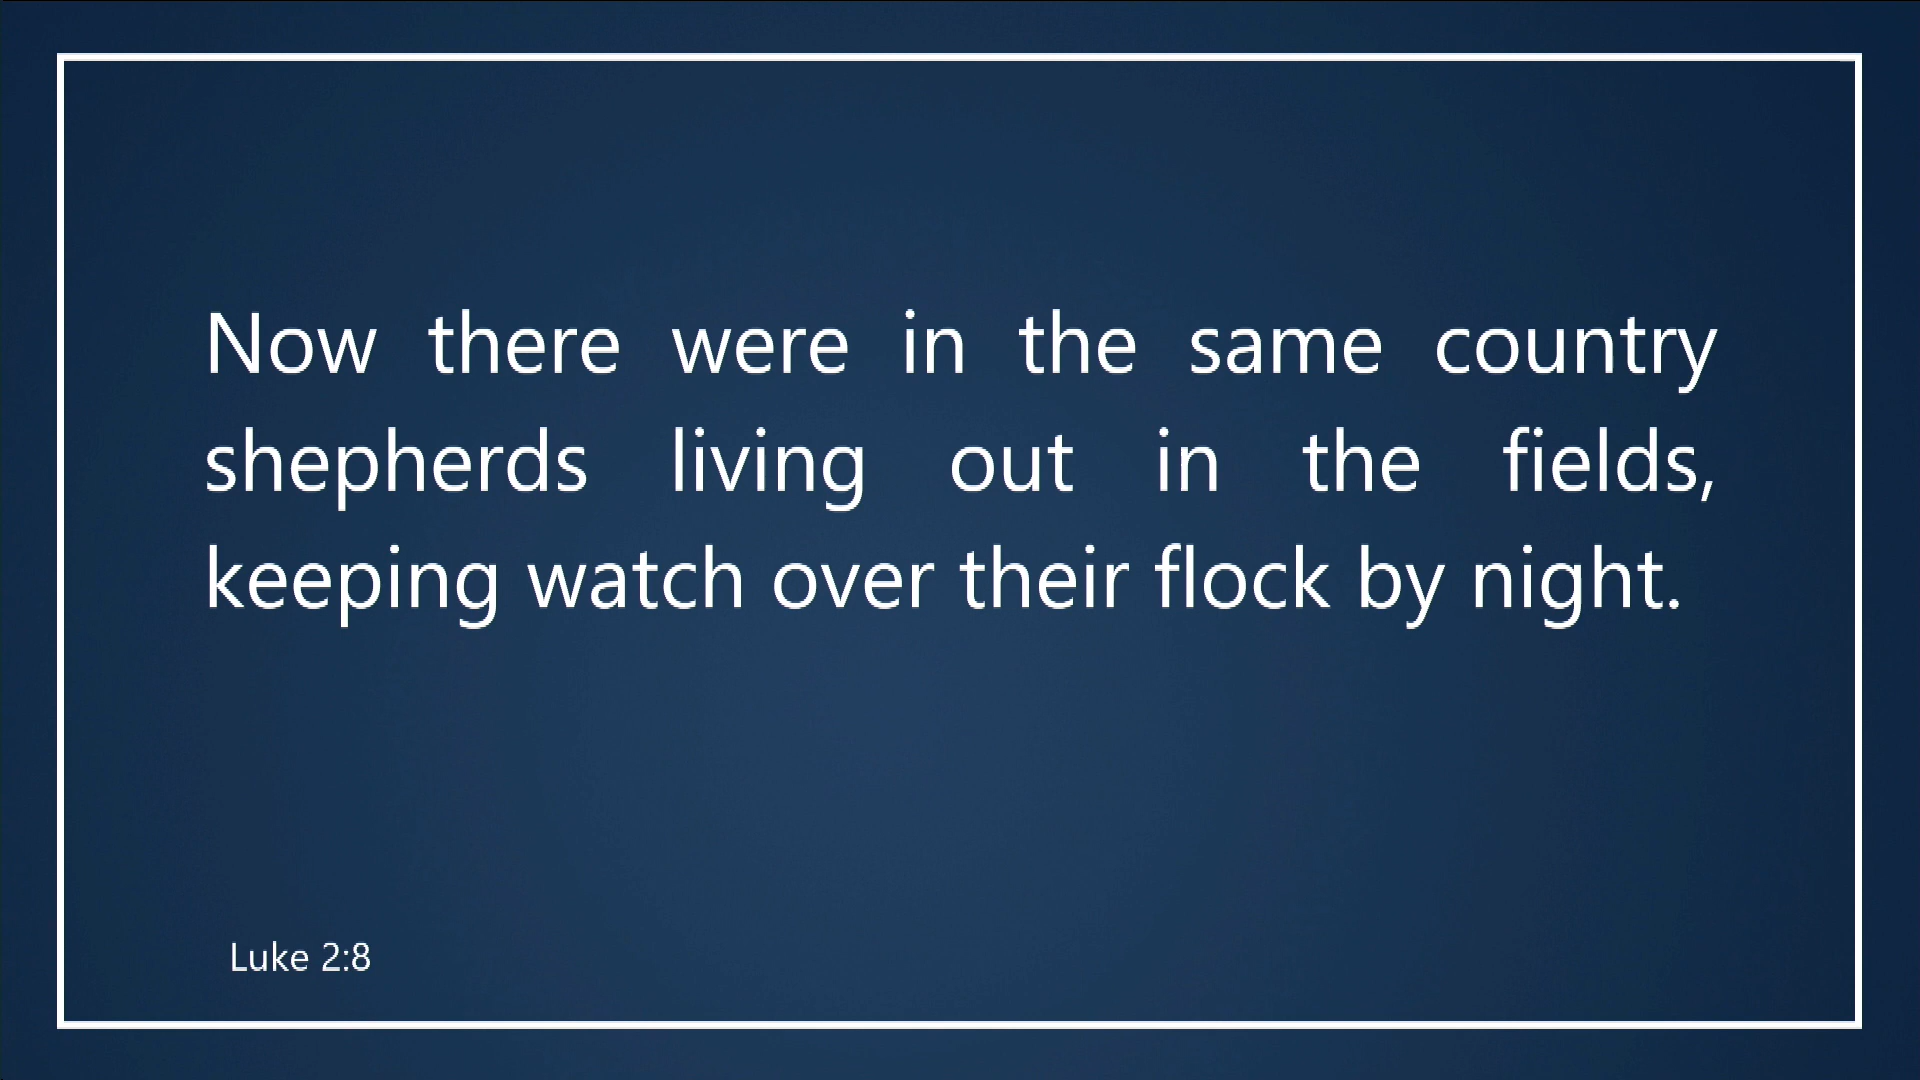 Now there were in the same country
shepherds living out in the fields,
keeping watch over their flock by night.
Luke 2:8